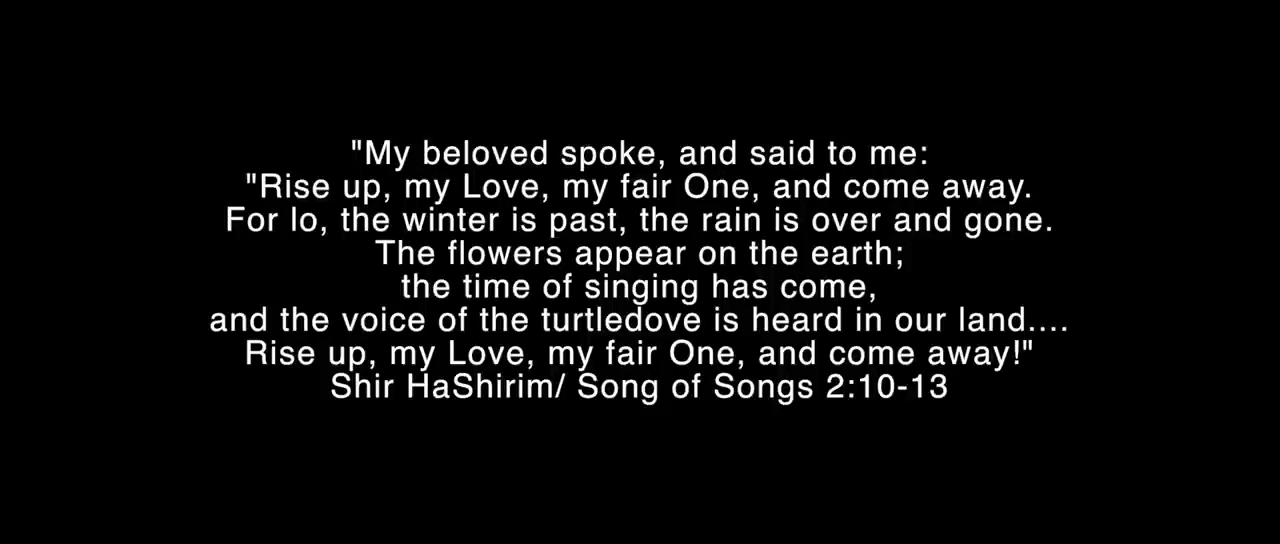 "My beloved spoke, and said to me:
"Rise up, my Love, my fair One, and come away.
For lo, the winter is past, the rain is over and gone.
The flowers appear on the earth;
the time of singing has come,
and the voice of the turtledove is heard in our land....
Rise up, my Love, my fair One, and come away!"
Shir HaShirim/ Song of Songs 2:10-13